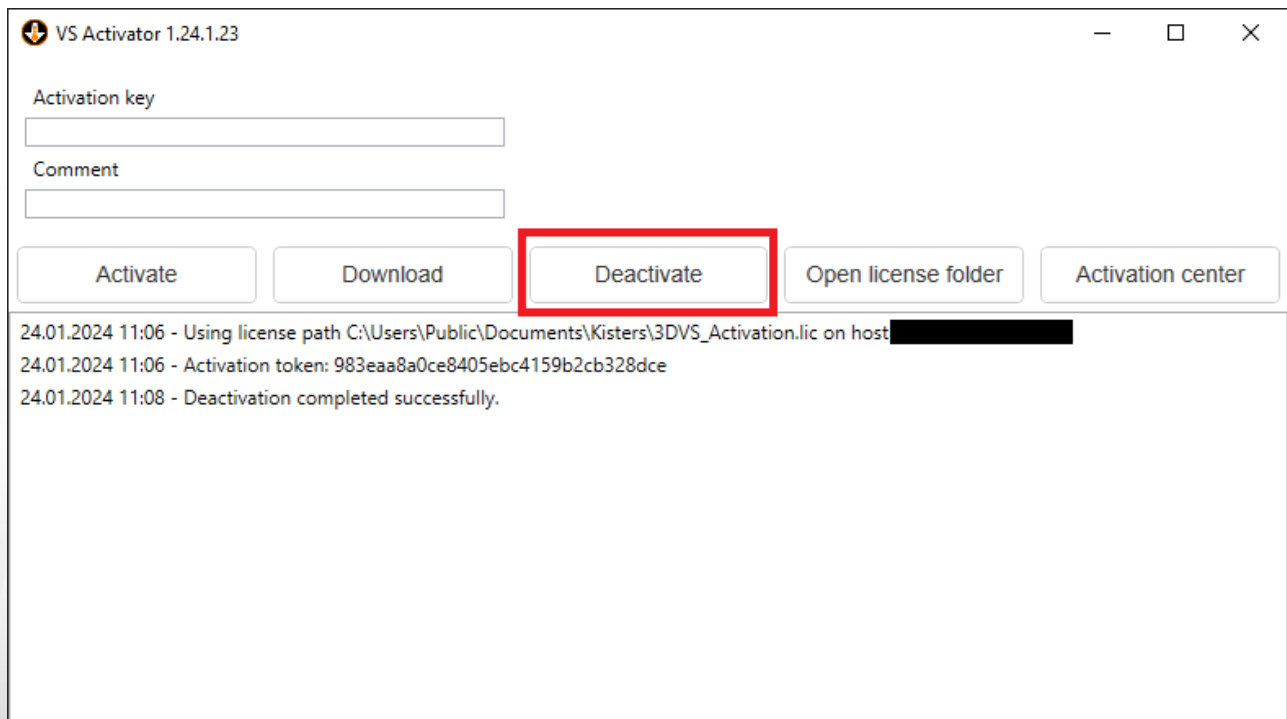 VS Activator 1.24.1.23
Activation key
Comment
Activate Download Deactivate Open license folder Activation center
24.01.2024 11:06 - Using license path C:\Users\Public\Documents\Kisters\3DVS_Activation.lic on host
24.01.2024 11:06 - Activation token: 983eaa8a0ce8405ebc4159b2cb328dce
24.01.2024 11:08 - Deactivation completed successfully.